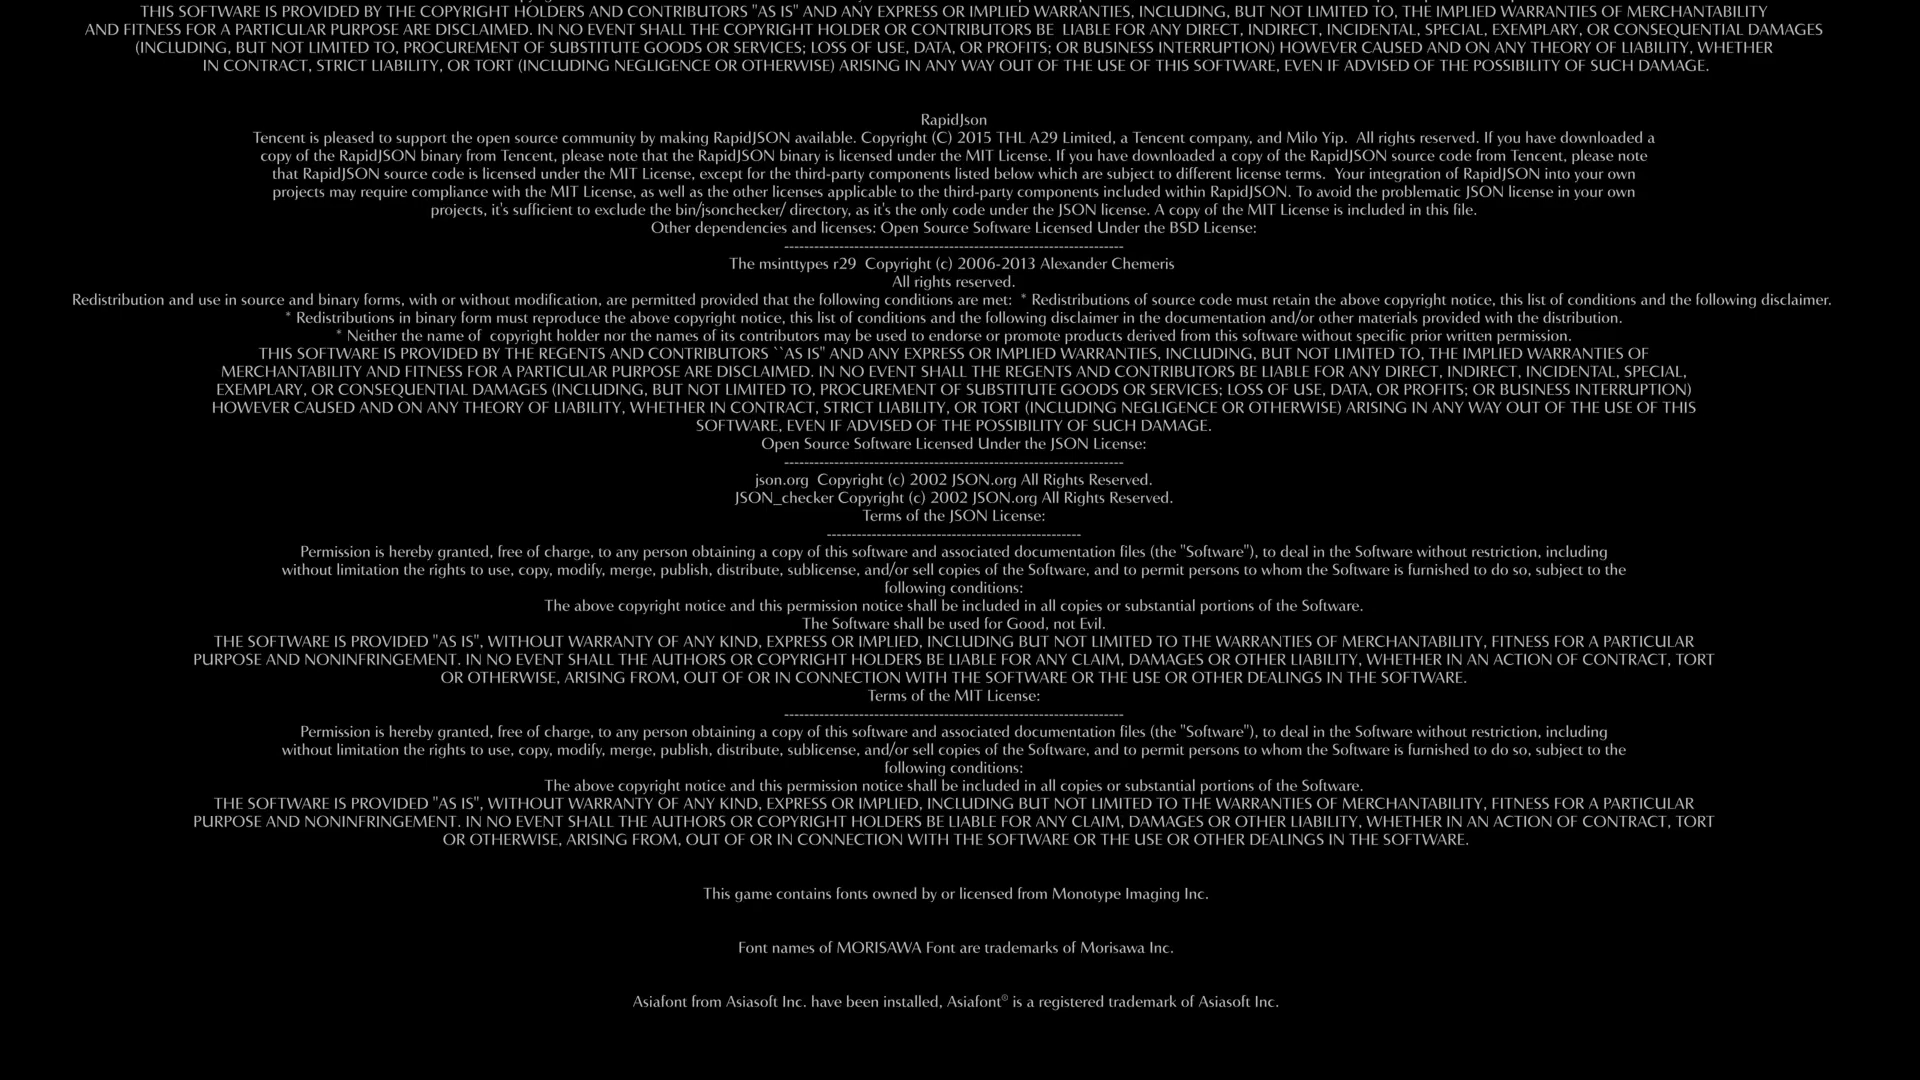 THIS SOFTWARE IS PROVIDED BY THE COPYRIGHT HOLDERS AND CONTRIBUTORS "AS IS" AND ANY EXPRESS OR IMPLIED WARRANTIES, INCLUDING, BUT NOT LIMITED TO, THE IMPLIED WARRANTIES OF MERCHANTABILITY
AND FITNESS FOR A PARTICULAR PURPOSE ARE DISCLAIMED. IN NO EVENT SHALL THE COPYRIGHT HOLDER OR CONTRIBUTORS BE  LIABLE FOR ANY DIRECT, INDIRECT, INCIDENTAL, SPECIAL, EXEMPLARY, OR CONSEQUENTIAL DAMAGES
(INCLUDING, BUT NOT LIMITED TO, PROCUREMENT OF SUBSTITUTE GOODS OR SERVICES; LOSS OF USE, DATA, OR PROFITS; OR BUSINESS INTERRUPTION) HOWEVER CAUSED AND ON ANY THEORY OF LIABILITY, WHETHER
IN CONTRACT, STRICT LIABILITY, OR TORT (INCLUDING NEGLIGENCE OR OTHERWISE) ARISING IN ANY WAY OUT OF THE USE OF THIS SOFTWARE, EVEN IF ADVISED OF THE POSSIBILITY OF SUCH DAMAGE.
RapidJson
Tencent is pleased to support the open source community by making RapidJSON available. Copyright (C) 2015 THL A29 Limited, a Tencent company, and Milo Yip.  All rights reserved. If you have downloaded a
copy of the RapidJSON binary from Tencent, please note that the RapidJSON binary is licensed under the MIT License. If you have downloaded a copy of the RapidJSON source code from Tencent, please note
that RapidJSON source code is licensed under the MIT License, except for the third-party components listed below which are subject to different license terms.  Your integration of RapidJSON into your own
projects may require compliance with the MIT License, as well as the other licenses applicable to the third-party components included within RapidJSON. To avoid the problematic JSON license in your own
projects, it's sufficient to exclude the bin/jsonchecker/ directory, as it's the only code under the JSON license. A copy of the MIT License is included in this file.
Other dependencies and licenses: Open Source Software Licensed Under the BSD License:
--------------------------------------------------------------------
The msinttypes r29  Copyright (c) 2006-2013 Alexander Chemeris
All rights reserved.
Redistribution and use in source and binary forms, with or without modification, are permitted provided that the following conditions are met:  * Redistributions of source code must retain the above copyright notice, this list of conditions and the following disclaimer.
* Redistributions in binary form must reproduce the above copyright notice, this list of conditions and the following disclaimer in the documentation and/or other materials provided with the distribution.
* Neither the name of  copyright holder nor the names of its contributors may be used to endorse or promote products derived from this software without specific prior written permission.
THIS SOFTWARE IS PROVIDED BY THE REGENTS AND CONTRIBUTORS ``AS IS" AND ANY EXPRESS OR IMPLIED WARRANTIES, INCLUDING, BUT NOT LIMITED TO, THE IMPLIED WARRANTIES OF
MERCHANTABILITY AND FITNESS FOR A PARTICULAR PURPOSE ARE DISCLAIMED. IN NO EVENT SHALL THE REGENTS AND CONTRIBUTORS BE LIABLE FOR ANY DIRECT, INDIRECT, INCIDENTAL, SPECIAL,
EXEMPLARY, OR CONSEQUENTIAL DAMAGES (INCLUDING, BUT NOT LIMITED TO, PROCUREMENT OF SUBSTITUTE GOODS OR SERVICES; LOSS OF USE, DATA, OR PROFITS; OR BUSINESS INTERRUPTION)
HOWEVER CAUSED AND ON ANY THEORY OF LIABILITY, WHETHER IN CONTRACT, STRICT LIABILITY, OR TORT (INCLUDING NEGLIGENCE OR OTHERWISE) ARISING IN ANY WAY OUT OF THE USE OF THIS
SOFTWARE, EVEN IF ADVISED OF THE POSSIBILITY OF SUCH DAMAGE.
Open Source Software Licensed Under the JSON License:
--------------------------------------------------------------------
json.org  Copyright (c) 2002 JSON.org All Rights Reserved.
JSON_checker Copyright (c) 2002 JSON.org All Rights Reserved.
Terms of the JSON License:
---------------------------------------------------
Permission is hereby granted, free of charge, to any person obtaining a copy of this software and associated documentation files (the "Software"), to deal in the Software without restriction, including
without limitation the rights to use, copy, modify, merge, publish, distribute, sublicense, and/or sell copies of the Software, and to permit persons to whom the Software is furnished to do so, subject to the
following conditions:
The above copyright notice and this permission notice shall be included in all copies or substantial portions of the Software.
The Software shall be used for Good, not Evil.
THE SOFTWARE IS PROVIDED "AS IS", WITHOUT WARRANTY OF ANY KIND, EXPRESS OR IMPLIED, INCLUDING BUT NOT LIMITED TO THE WARRANTIES OF MERCHANTABILITY, FITNESS FOR A PARTICULAR
PURPOSE AND NONINFRINGEMENT. IN NO EVENT SHALL THE AUTHORS OR COPYRIGHT HOLDERS BE LIABLE FOR ANY CLAIM, DAMAGES OR OTHER LIABILITY, WHETHER IN AN ACTION OF CONTRACT, TORT
OR OTHERWISE, ARISING FROM, OUT OF OR IN CONNECTION WITH THE SOFTWARE OR THE USE OR OTHER DEALINGS IN THE SOFTWARE.
Terms of the MIT License:
--------------------------------------------------------------------
Permission is hereby granted, free of charge, to any person obtaining a copy of this software and associated documentation files (the "Software"), to deal in the Software without restriction, including
without limitation the rights to use, copy, modify, merge, publish, distribute, sublicense, and/or sell copies of the Software, and to permit persons to whom the Software is furnished to do so, subject to the
following conditions:
The above copyright notice and this permission notice shall be included in all copies or substantial portions of the Software.
THE SOFTWARE IS PROVIDED "AS IS", WITHOUT WARRANTY OF ANY KIND, EXPRESS OR IMPLIED, INCLUDING BUT NOT LIMITED TO THE WARRANTIES OF MERCHANTABILITY, FITNESS FOR A PARTICULAR
PURPOSE AND NONINFRINGEMENT. IN NO EVENT SHALL THE AUTHORS OR COPYRIGHT HOLDERS BE LIABLE FOR ANY CLAIM, DAMAGES OR OTHER LIABILITY, WHETHER IN AN ACTION OF CONTRACT, TORT
OR OTHERWISE, ARISING FROM, OUT OF OR IN CONNECTION WITH THE SOFTWARE OR THE USE OR OTHER DEALINGS IN THE SOFTWARE.
This game contains fonts owned by or licensed from Monotype Imaging Inc.
Font names of MORISAWA Font are trademarks of Morisawa Inc.
Asiafont from Asiasoft Inc. have been installed, Asiafont® is a registered trademark of Asiasoft Inc.